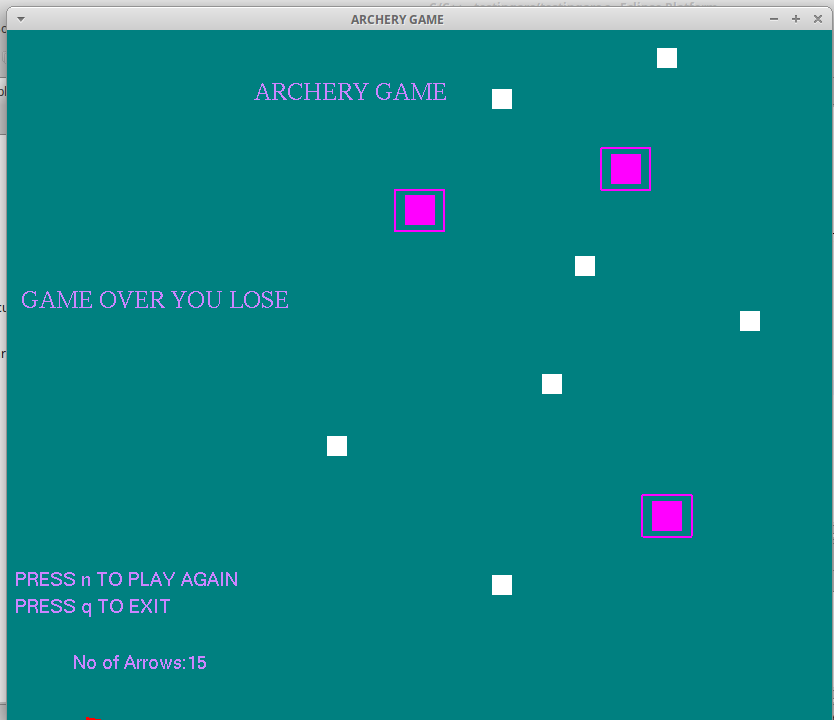 ARCHERY GAME
ARCHERY GAME
GAME OVER YOU LOSE
PRESS n TO PLAY AGAIN
PRESS q TO EXIT
No of Arrows:15